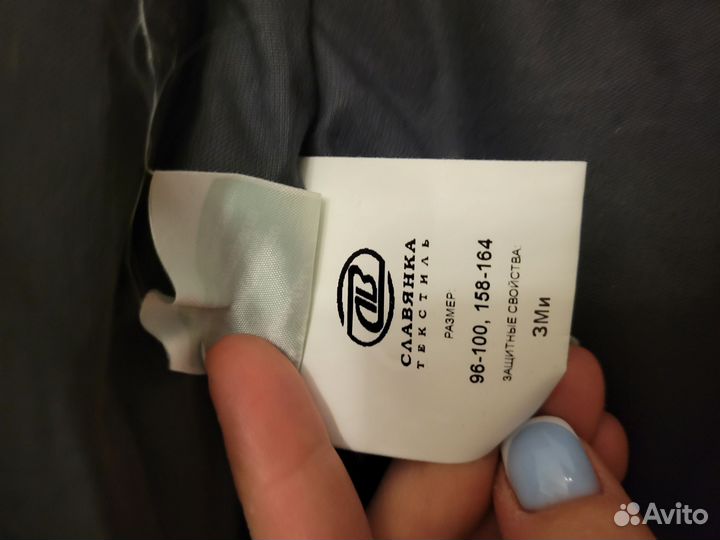 СЛАВЯНКА
ТЕКСТИЛЬ
РАЗМЕР:
96-100, 158-164
ЗАЩИТНЫЕ СВОЙСТВА:
ЗМи
Avito